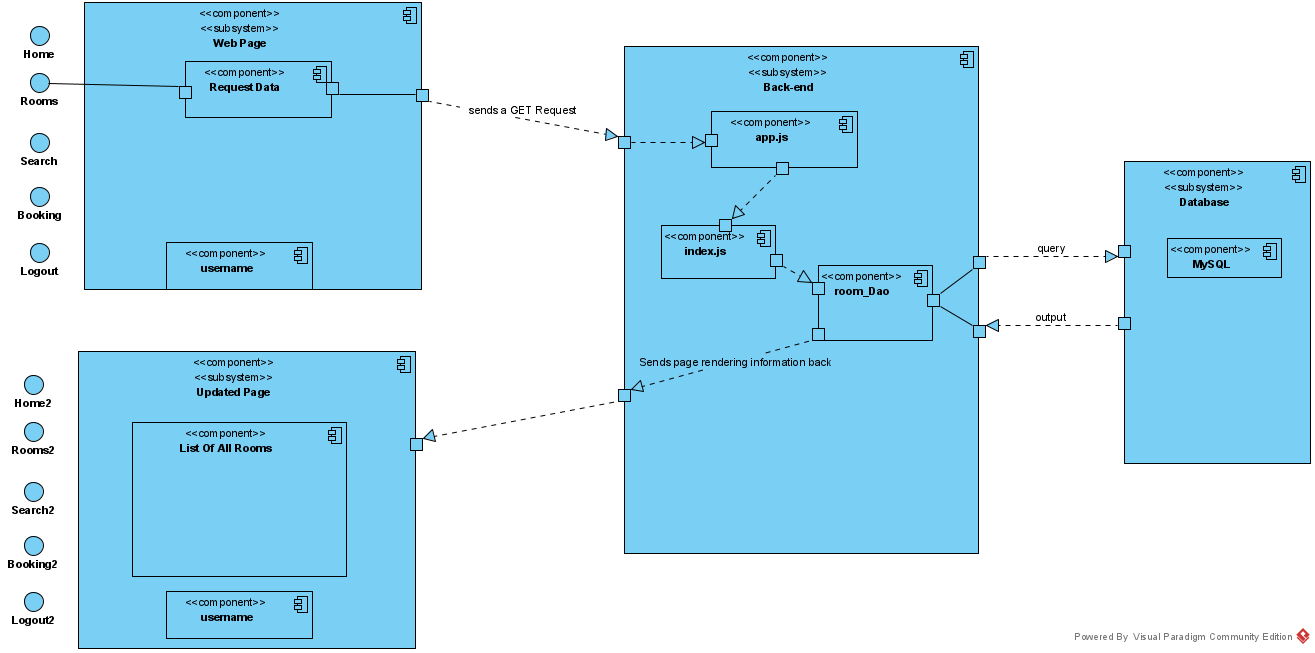 <<component>>
<<subsystem>>
Web Page
Home
Rooms
Search
Booking
Logout
<<component>>
Request Data
<<component>>
username
sends a GET Request
<<component>>
<<subsystem>>
Back-end
<<component>>
app.js
<<component>>
index.js
<<component>>
room_Dao
query
output
<<component>>
<<subsystem>>
Database
<<component>>
MySQL
Sends page rendering information back
<<component>>
<<subsystem>>
Updated Page
Home2
Rooms2
Search2
Booking2
Logout2
<<component>>
List Of All Rooms
<<component>>
username
Powered By Visual Paradigm Community Edition